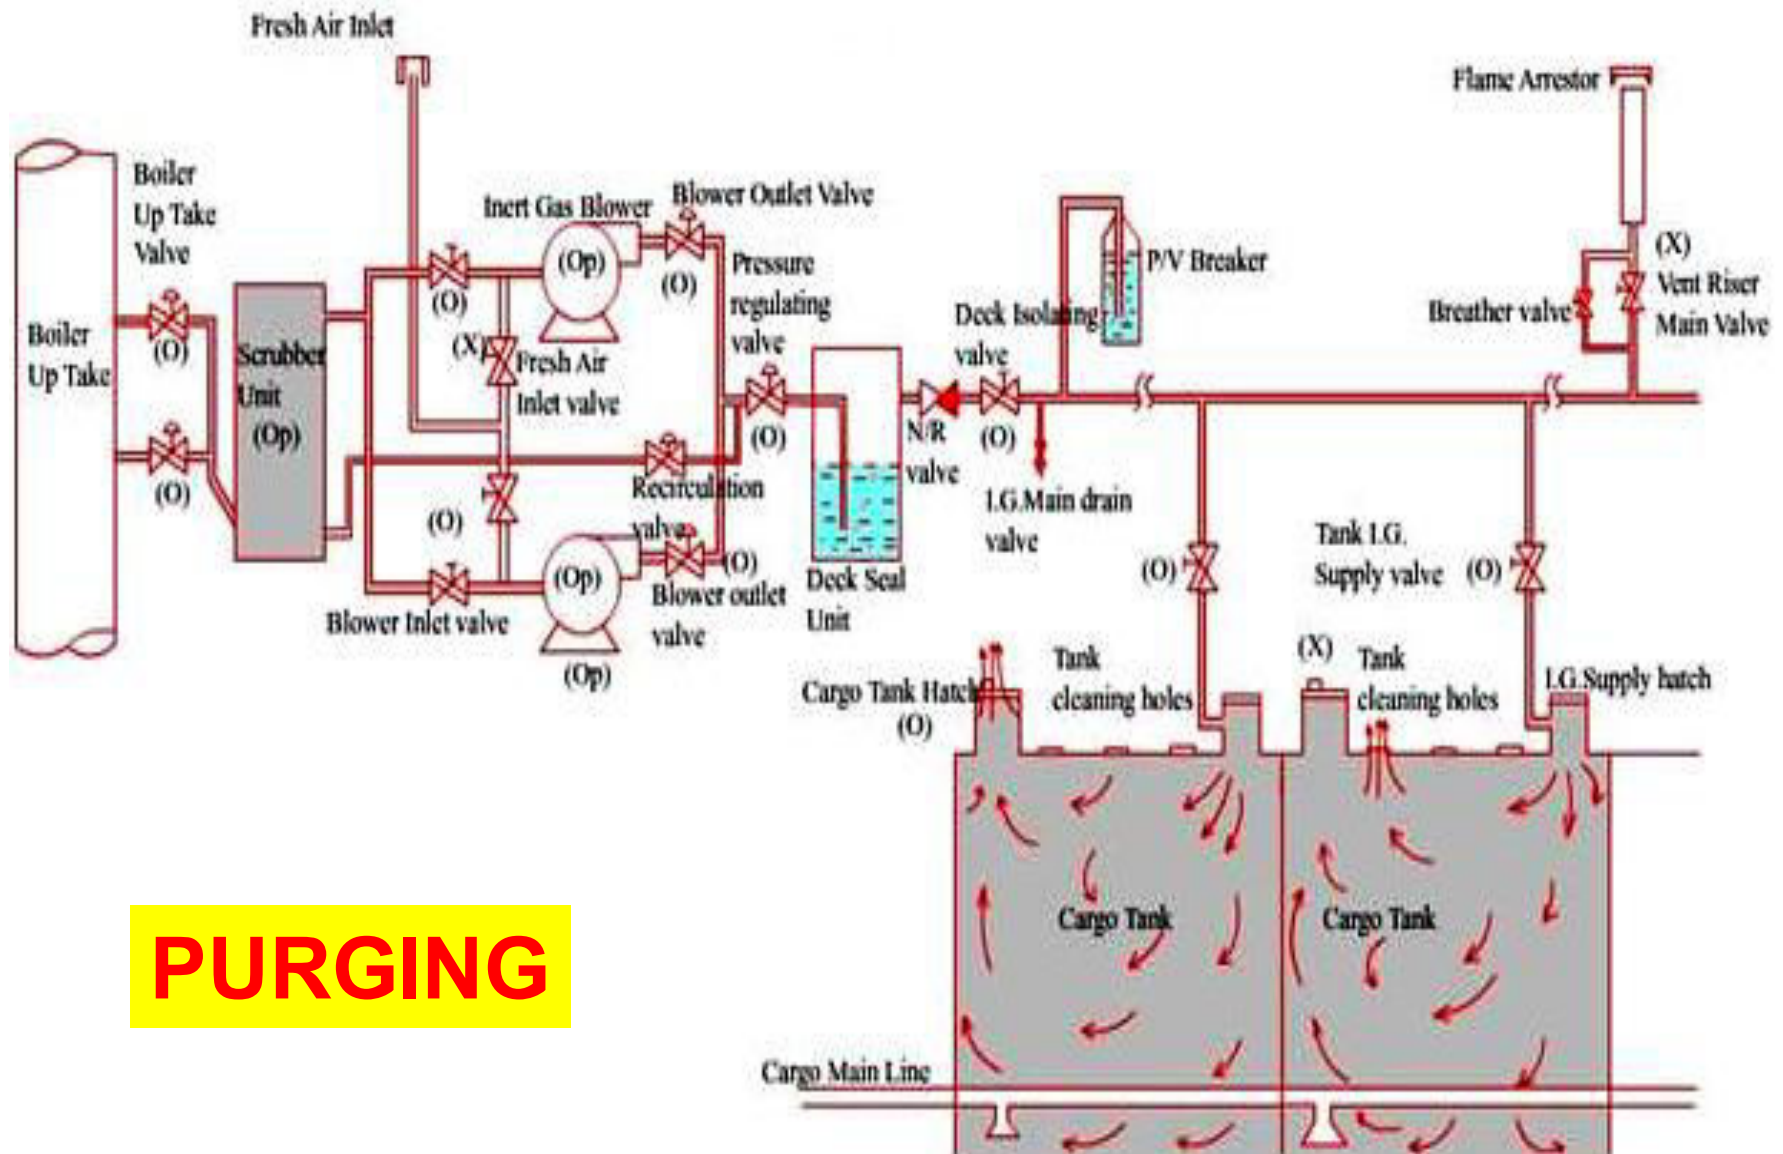 Fresh Air Inlet
Flame Arrestor
Boiler
Up Take
Valve
Inert Gas Blower
Blower Outlet Valve
(Op)
(O)
(O)
Pressure
regulating
valve
P/V Breaker
Deck Isolating
valve
(X)
Vent Riser
Main Valve
Breather valve
Boiler
Up Take
(O)
Scrubber
Unit
(Op)
(X)
Fresh Air
Inlet valve
(O)
N/R
valve
(O)
(O)
(O)
Recirculation
valve
I.G.Main drain
valve
Tank I.G.
Supply valve
(O)
(O)
(Op)
(O)
Deck Seal
Unit
Blower Inlet valve
Blower outlet
valve
(Op)
Cargo Tank Hatch
(O)
Tank
cleaning holes
(X)
Tank
cleaning holes
I.G.Supply hatch
Cargo Tank
Cargo Tank
PURGING
Cargo Main Line